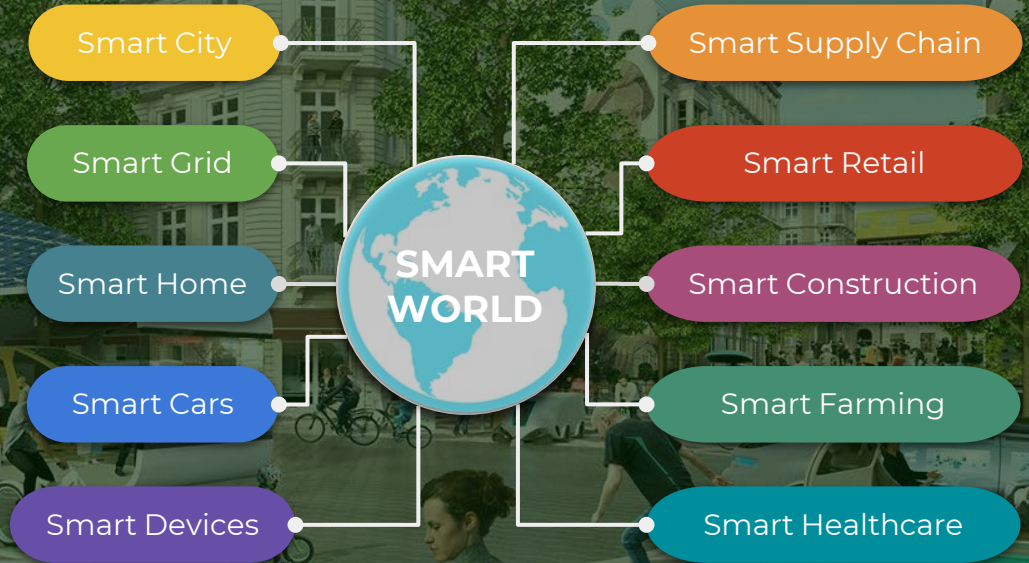 Smart City
Smart Grid
Smart Home
Smart Cars
Smart Devices
SMART
WORLD
Smart Supply Chain
Smart Retail
Smart Construction
Smart Farming
Smart Healthcare